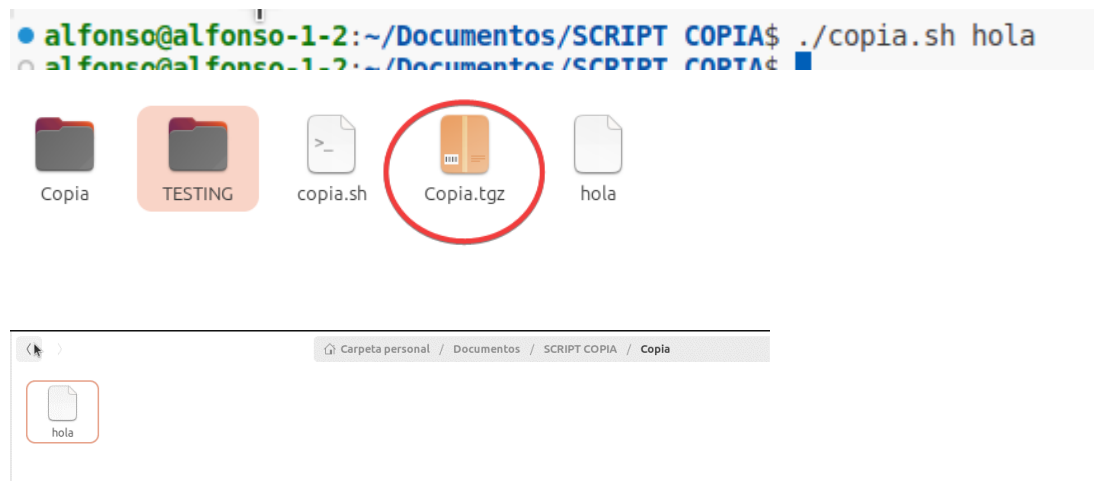 alfonso@alfonso-1-2:~/Documentos/SCRIPT COPIA$ ./copia.sh hola
alfonso@alfonso-1-2:~/Documentos/SCRIPT COPIA$
>_
Copia TESTING copia.sh Copia.tgz hola
Carpeta personal / Documentos / SCRIPT COPIA / Copia
hola